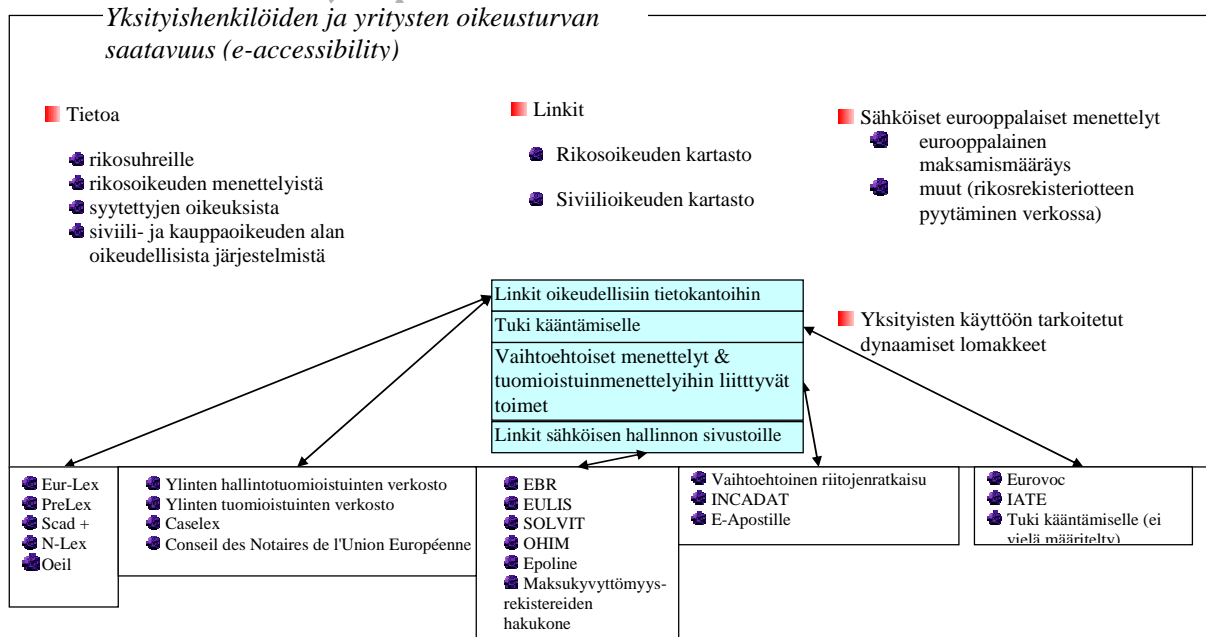 Yksityishenkilöiden ja yritysten oikeusturvan
saatavuus (e-accessibility)
Tietoa
rikosuhreille
rikosoikeuden menettelyistä
syytettyjen oikeuksista
siviili- ja kauppaoikeuden alan
oikeudellisista järjestelmistä
Linkit
Rikosoikeuden kartasto
Siviilioikeuden kartasto
Sähköiset eurooppalaiset menettelyt
eurooppalainen
maksamismääräys
muut (rikosrekisteriotteen
pyytäminen verkossa)
Yksityisten käyttöön tarkoitetut
dynaamiset lomakkeet
Linkit oikeudellisiin tietokantoihin
Tuki kääntämiselle
Vaihtoehtoiset menettelyt &
tuomioistuinmenettelyihin liitttyvät
toimet
Linkit sähköisen hallinnon sivustoille
Eur-Lex
PreLex
Scad +
N-Lex
Oeil
Ylinten hallintotuomioistuinten verkosto
Ylinten tuomioistuinten verkosto
Caselex
Conseil des Notaires de l'Union Européenne
EBR
EULIS
SOLVIT
OHIM
Epoline
Maksukyvyttömyys-
rekistereiden
hakukone
Vaihtoehtoinen riitojenratkaisu
INCADAT
E-Apostille
Eurovoc
IATE
Tuki kääntämiselle (ei
vielä määritelty)